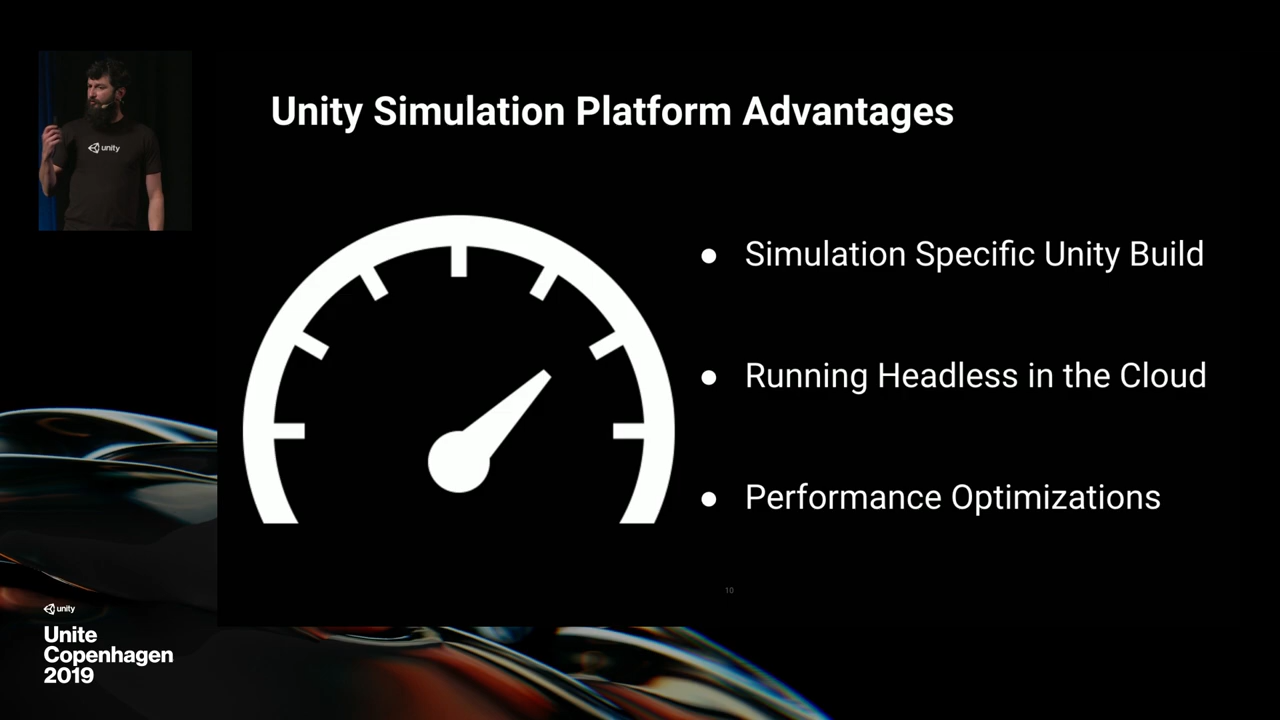 unity
Unity Simulation Platform Advantages
● Simulation Specific Unity Build
● Running Headless in the Cloud
● Performance Optimizations
10
unity
Unite
Copenhagen
2019